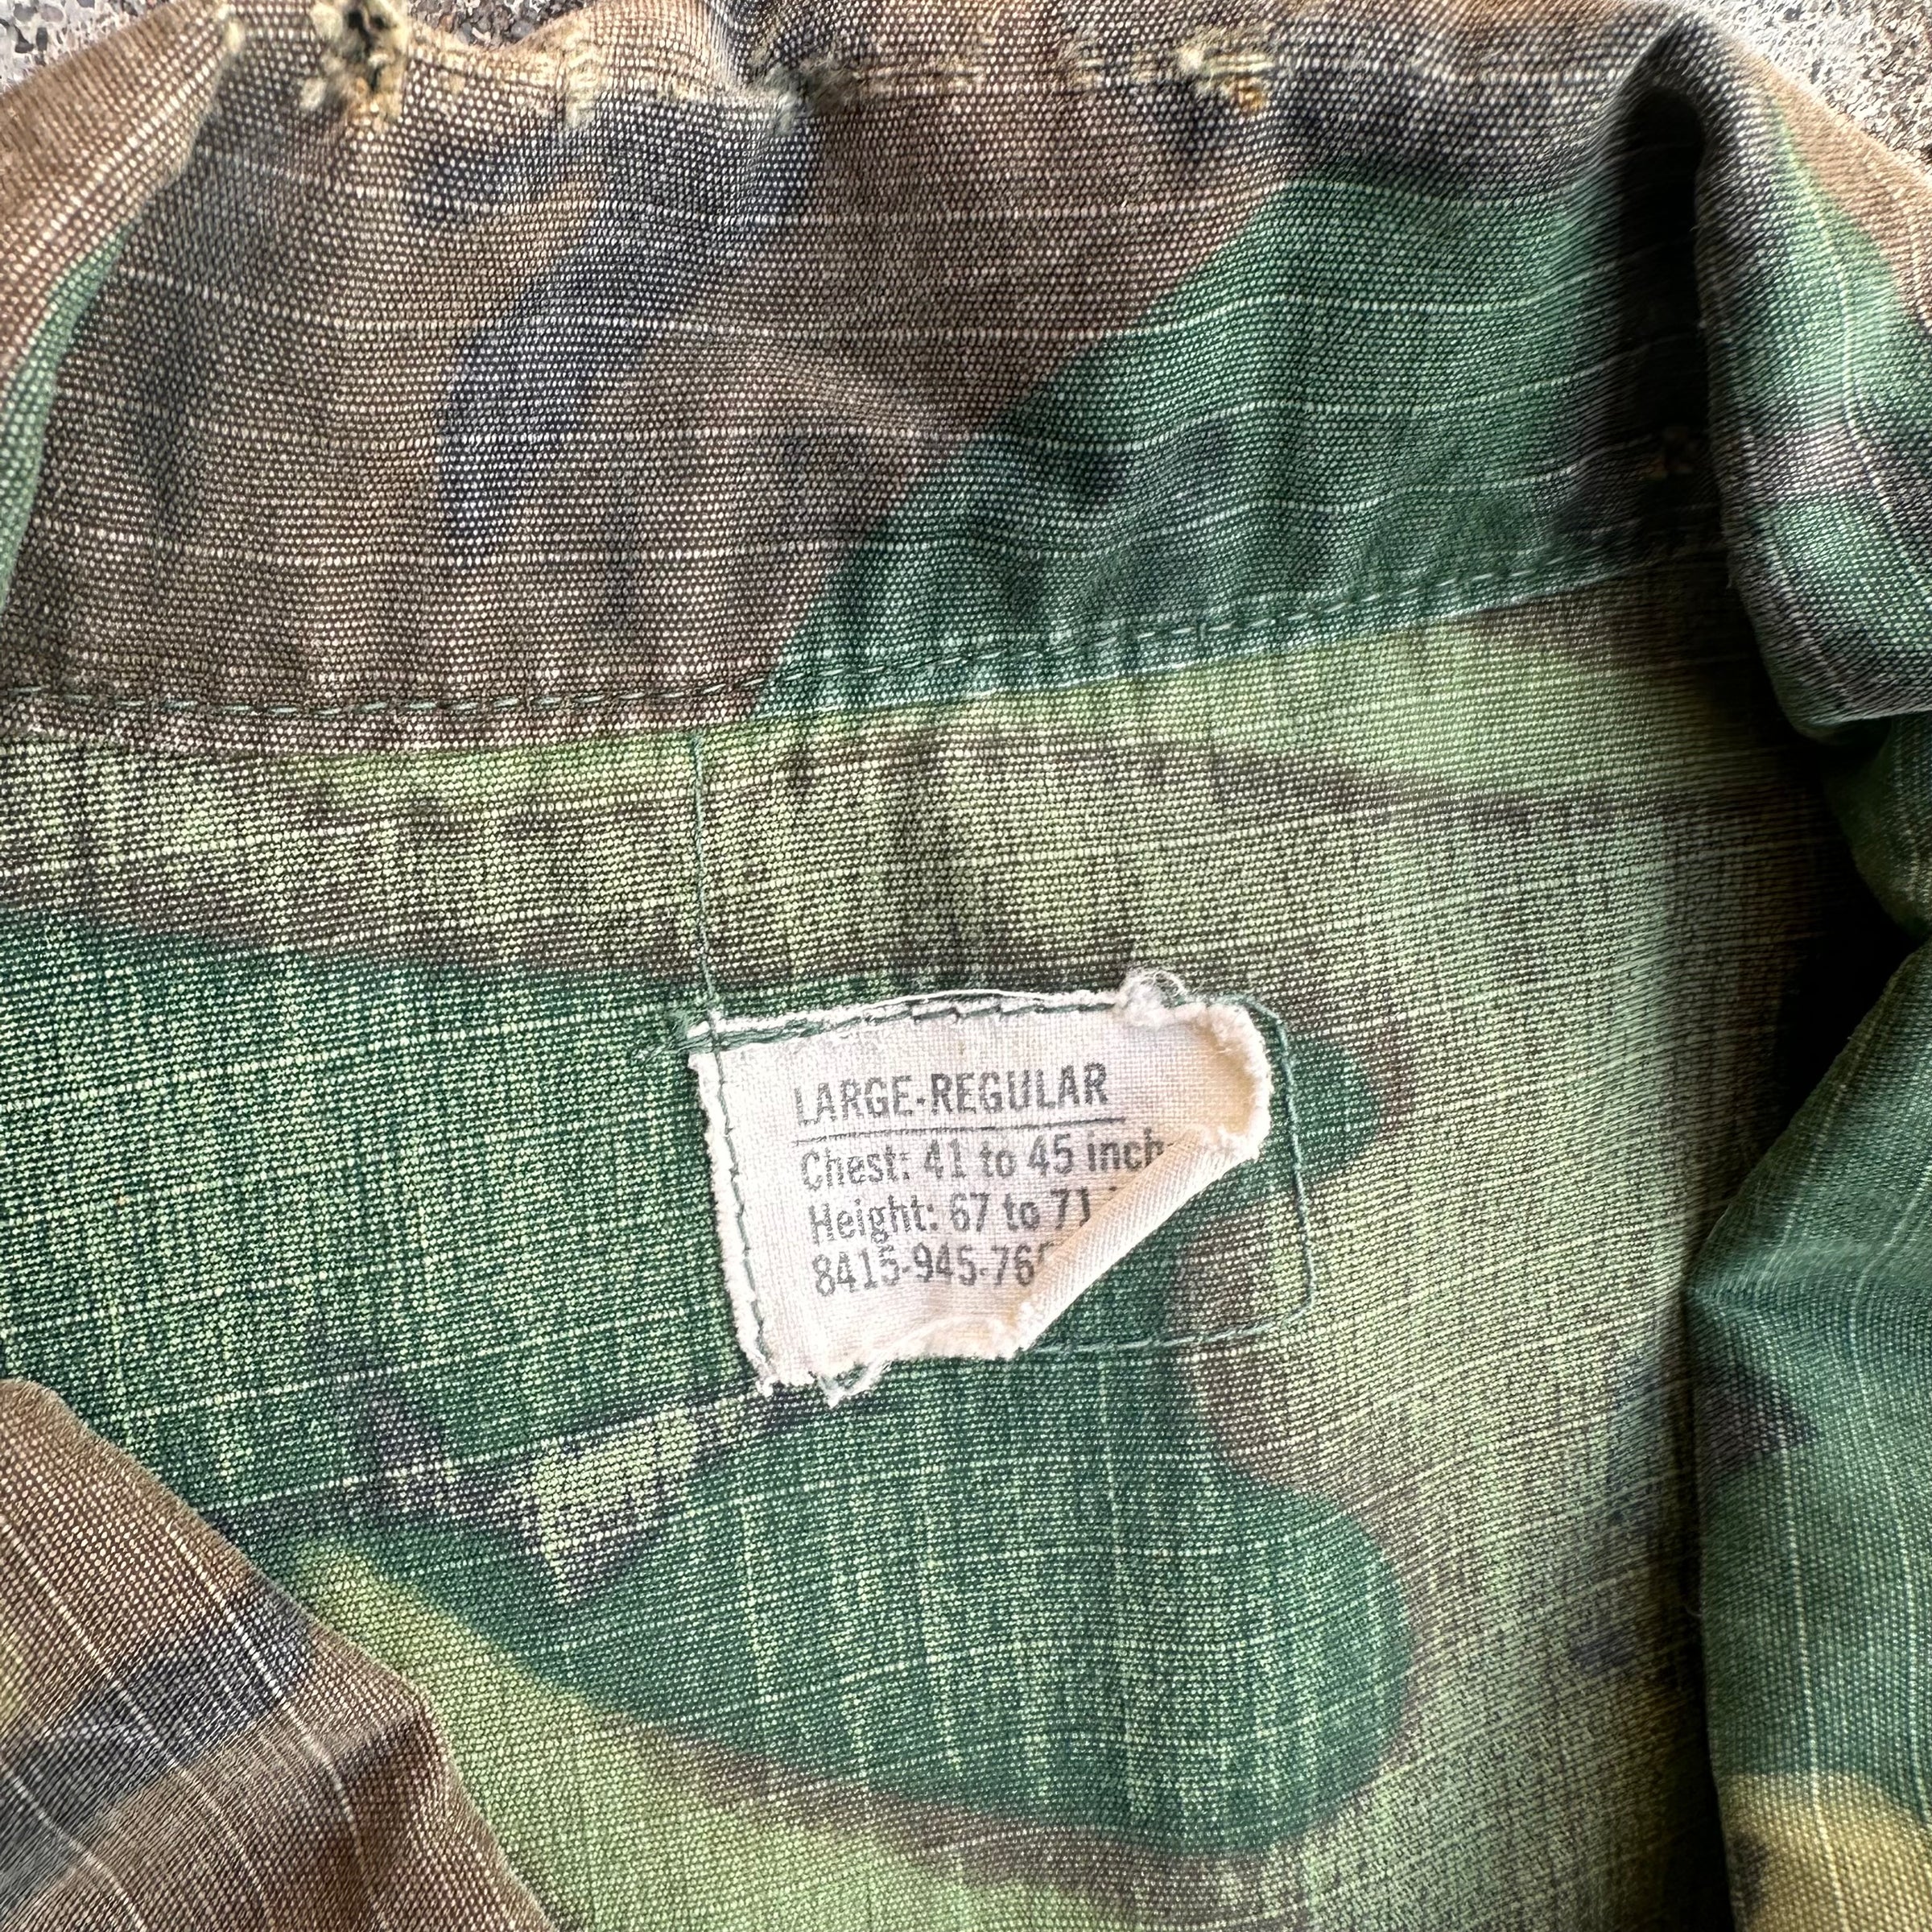 LARGE-REGULAR
Chest: 41 to 45 inch
Height: 67 to 71
8415-945-76